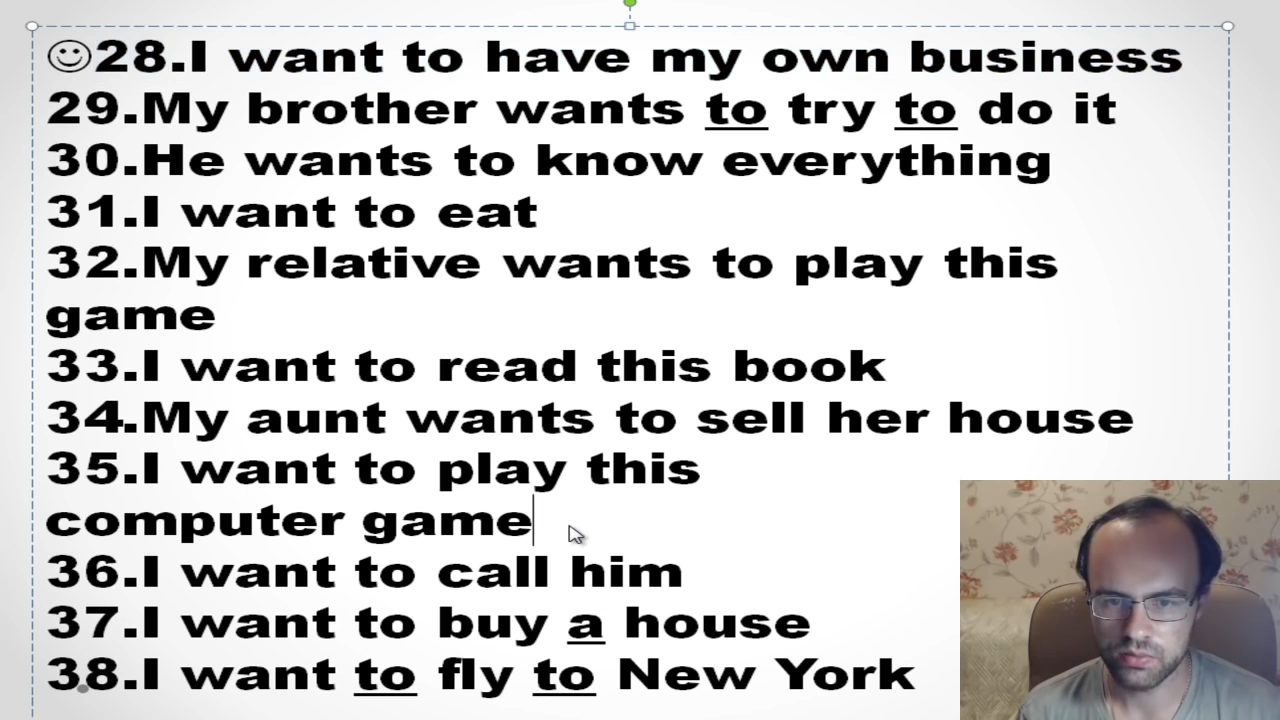 ☺28.I want to have my own business
29.My brother wants to try to do it
30.He wants to know everything
31.I want to eat
32.My relative wants to play this
game
33.I want to read this book
34.My aunt wants to sell her house
35.I want to play this
computer game
36.I want to call him
37.I want to buy a house
38.I want to fly to New York